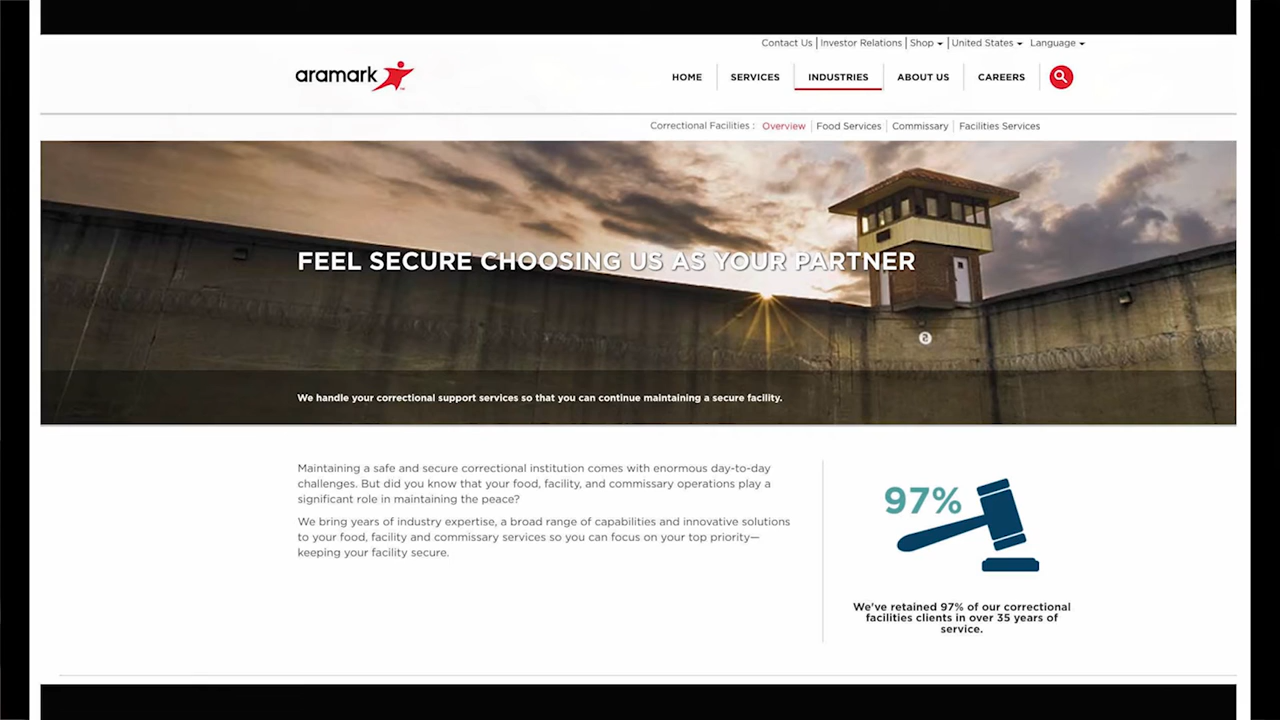 Contact Us | Investor Relations | Shop | United States | Language
aramark
HOME SERVICES INDUSTRIES ABOUT US CAREERS
Correctional Facilities : Overview | Food Services | Commissary | Facilities Services
FEEL SECURE CHOOSING US AS YOUR PARTNER
We handle your correctional support services so that you can continue maintaining a secure facility.
Maintaining a safe and secure correctional institution comes with enormous day-to-day
challenges. But did you know that your food, facility, and commissary operations play a
significant role in maintaining the peace?
We bring years of industry expertise, a broad range of capabilities and innovative solutions
to your food, facility and commissary services so you can focus on your top priority—
keeping your facility secure.
97%
We've retained 97% of our correctional
facilities clients in over 35 years of
service.